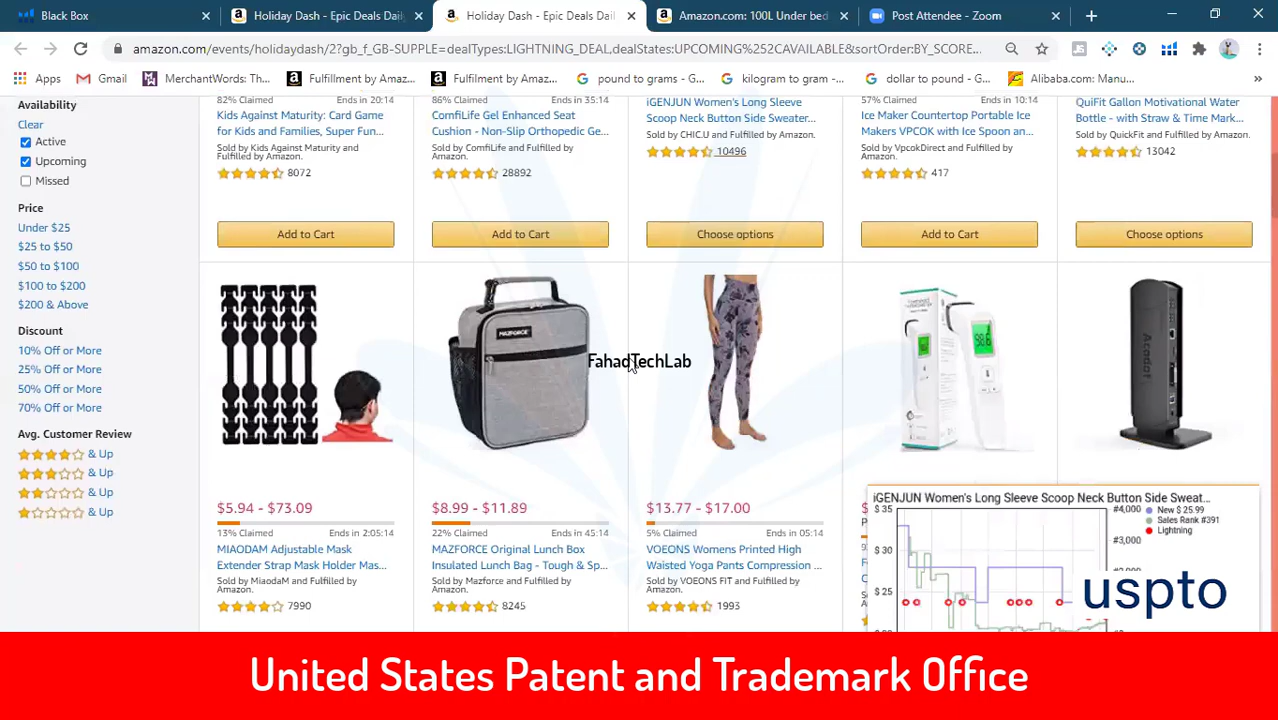 Black Box
Holiday Dash - Epic Deals Daily
Holiday Dash - Epic Deals Dail
Amazon.com: 100L Under bed
Post Attendee - Zoom
amazon.com/events/holidaydash/2?gb_f_GB-SUPPLE=dealTypes:LIGHTNING_DEAL,dealStates:UPCOMING%252CAVAILABLE&sortOrder:BY_SCORE...
Apps
Gmail
MerchantWords: Th...
Fulfillment by Amaz...
Fulfilment by Amaz...
pound to grams - G...
kilogram to gram -...
dollar to pound - G...
Alibaba.com: Manu...
Availability
Clear
Active
Upcoming
Missed
Price
Under $25
$25 to $50
$50 to $100
$100 to $200
$200 & Above
Discount
10% Off or More
25% Off or More
50% Off or More
70% Off or More
Avg. Customer Review
& Up
& Up
& Up
& Up
82% Claimed Ends in 20:14
Kids Against Maturity: Card Game
for Kids and Families, Super Fun...
Sold by Kids Against Maturity and
Fulfilled by Amazon.
8072
Add to Cart
86% Claimed Ends in 35:14
ComfiLife Gel Enhanced Seat
Cushion - Non-Slip Orthopedic Ge...
Sold by ComfiLife and Fulfilled by
Amazon.
28892
Add to Cart
iGENJUN Women's Long Sleeve
Scoop Neck Button Side Sweater...
Sold by CHIC.U and Fulfilled by Amazon.
10496
Choose options
57% Claimed Ends in 10:14
Ice Maker Countertop Portable Ice
Makers VPCOK with Ice Spoon an...
Sold by VpcokDirect and Fulfilled by
Amazon.
417
Add to Cart
QuiFit Gallon Motivational Water
Bottle - with Straw & Time Mark...
Sold by QuickFit and Fulfilled by Amazon.
13042
Choose options
MAZFORCE
FahadTechLab
Acodot
$5.94 - $73.09
13% Claimed Ends in 2:05:14
MIAODAM Adjustable Mask
Extender Strap Mask Holder Mas...
Sold by MiaodaM and Fulfilled by
Amazon.
7990
$8.99 - $11.89
22% Claimed Ends in 45:14
MAZFORCE Original Lunch Box
Insulated Lunch Bag - Tough & Sp...
Sold by Mazforce and Fulfilled by
Amazon.
8245
$13.77 - $17.00
5% Claimed Ends in 05:14
VOEONS Womens Printed High
Waisted Yoga Pants Compression ...
Sold by VOEONS FIT and Fulfilled by
Amazon.
1993
iGENJUN Women's Long Sleeve Scoop Neck Button Side Sweat...
$ 35
$ 30
$ 25
#4,000
#3,000
New $ 25.99
Sales Rank #391
Lightning
uspto
United States Patent and Trademark Office